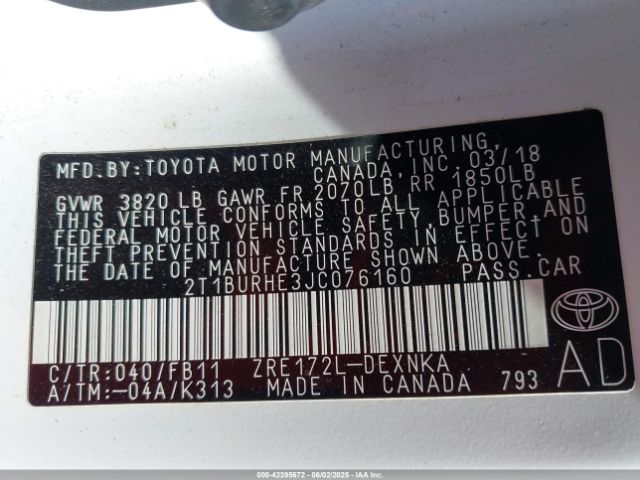 MFD.BY:TOYOTA MOTOR MANUFACTURING,
CANADA,INC.03/18
GVWR 3820 LB GAWR FR 2070LB, RR 1850LB
THIS VEHICLE CONFORMS TO ALL APPLICABLE
FEDERAL MOTOR VEHICLE SAFETY,BUMPER,AND
THEFT PREVENTION STANDARDS IN EFFECT ON
THE DATE OF MANUFACTURE SHOWN ABOVE.
2T1BURHE3JC076160 PASS.CAR
C/TR:040/FB11 ZRE172L-DEXNKA
A/TM:-04A/K313 MADE IN CANADA 793
AD
000-42395672 - 06/02/2025 - IAAI, Inc.